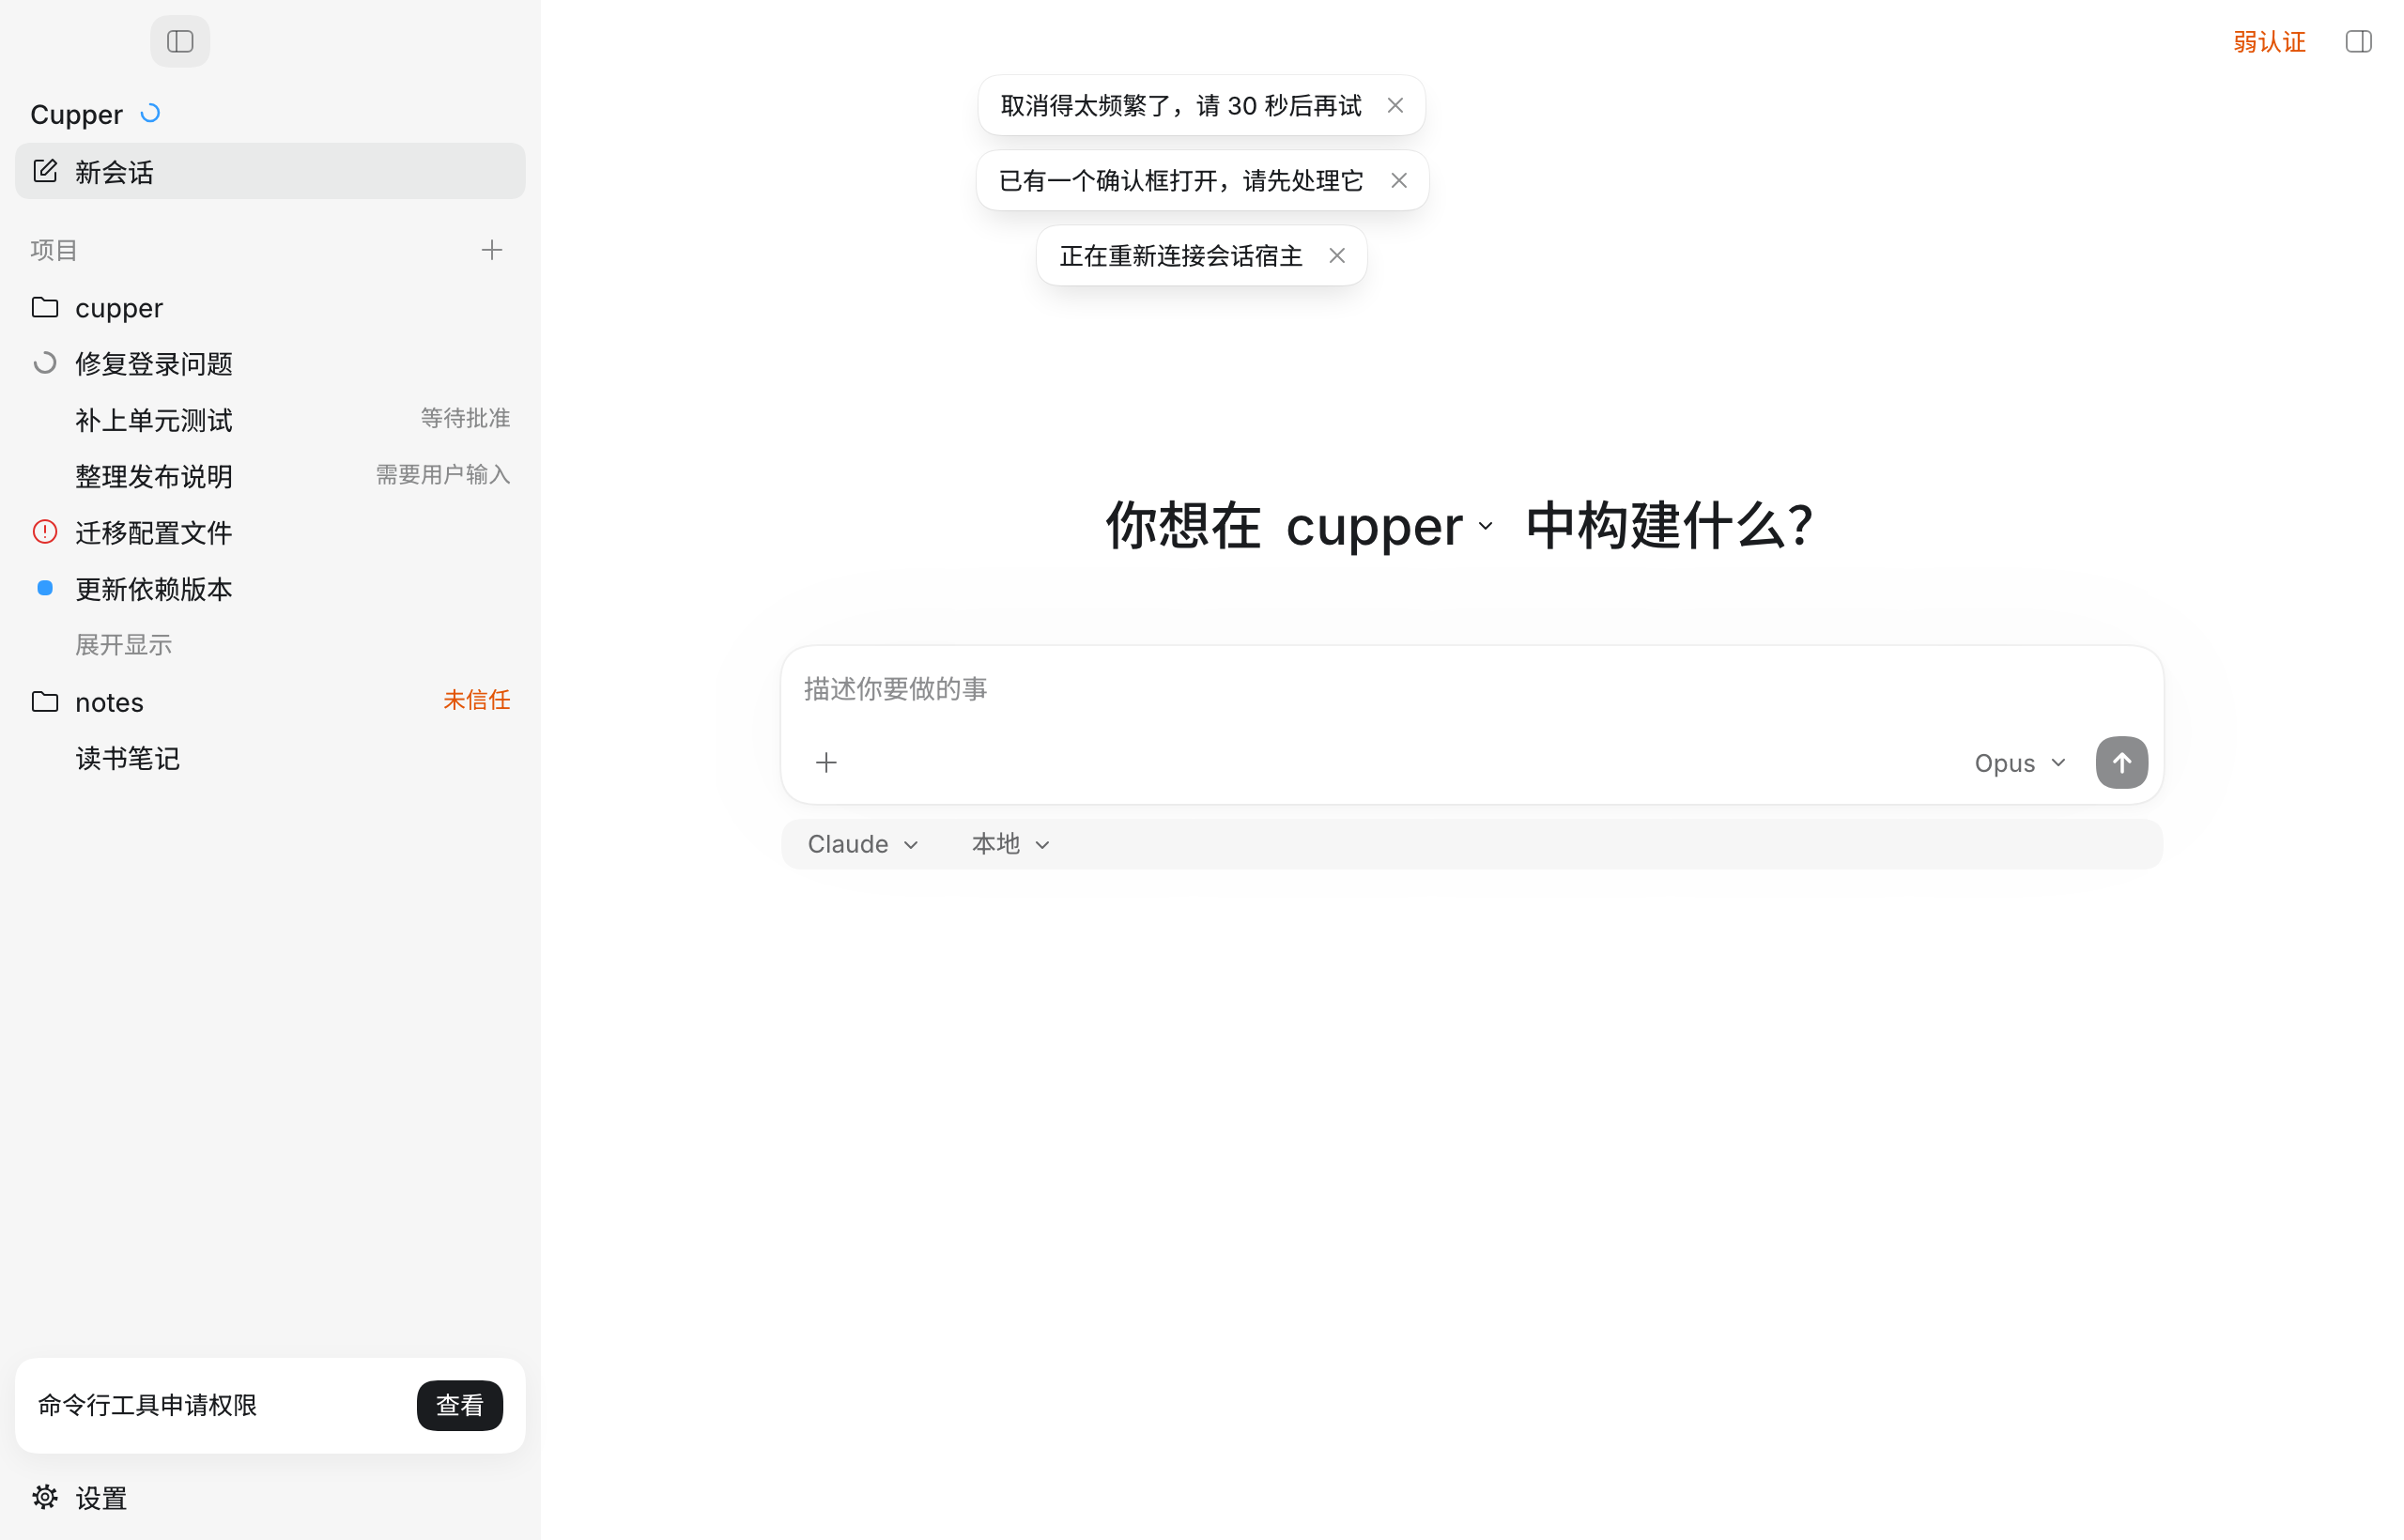 弱认证
取消得太频繁了，请 30 秒后再试
已有一个确认框打开，请先处理它
正在重新连接会话宿主
Cupper
新会话
项目
cupper
修复登录问题
补上单元测试 等待批准
整理发布说明 需要用户输入
迁移配置文件
更新依赖版本
展开显示
notes 未信任
读书笔记
命令行工具申请权限 查看
设置
你想在 cupper 中构建什么？
描述你要做的事
Opus
Claude 本地